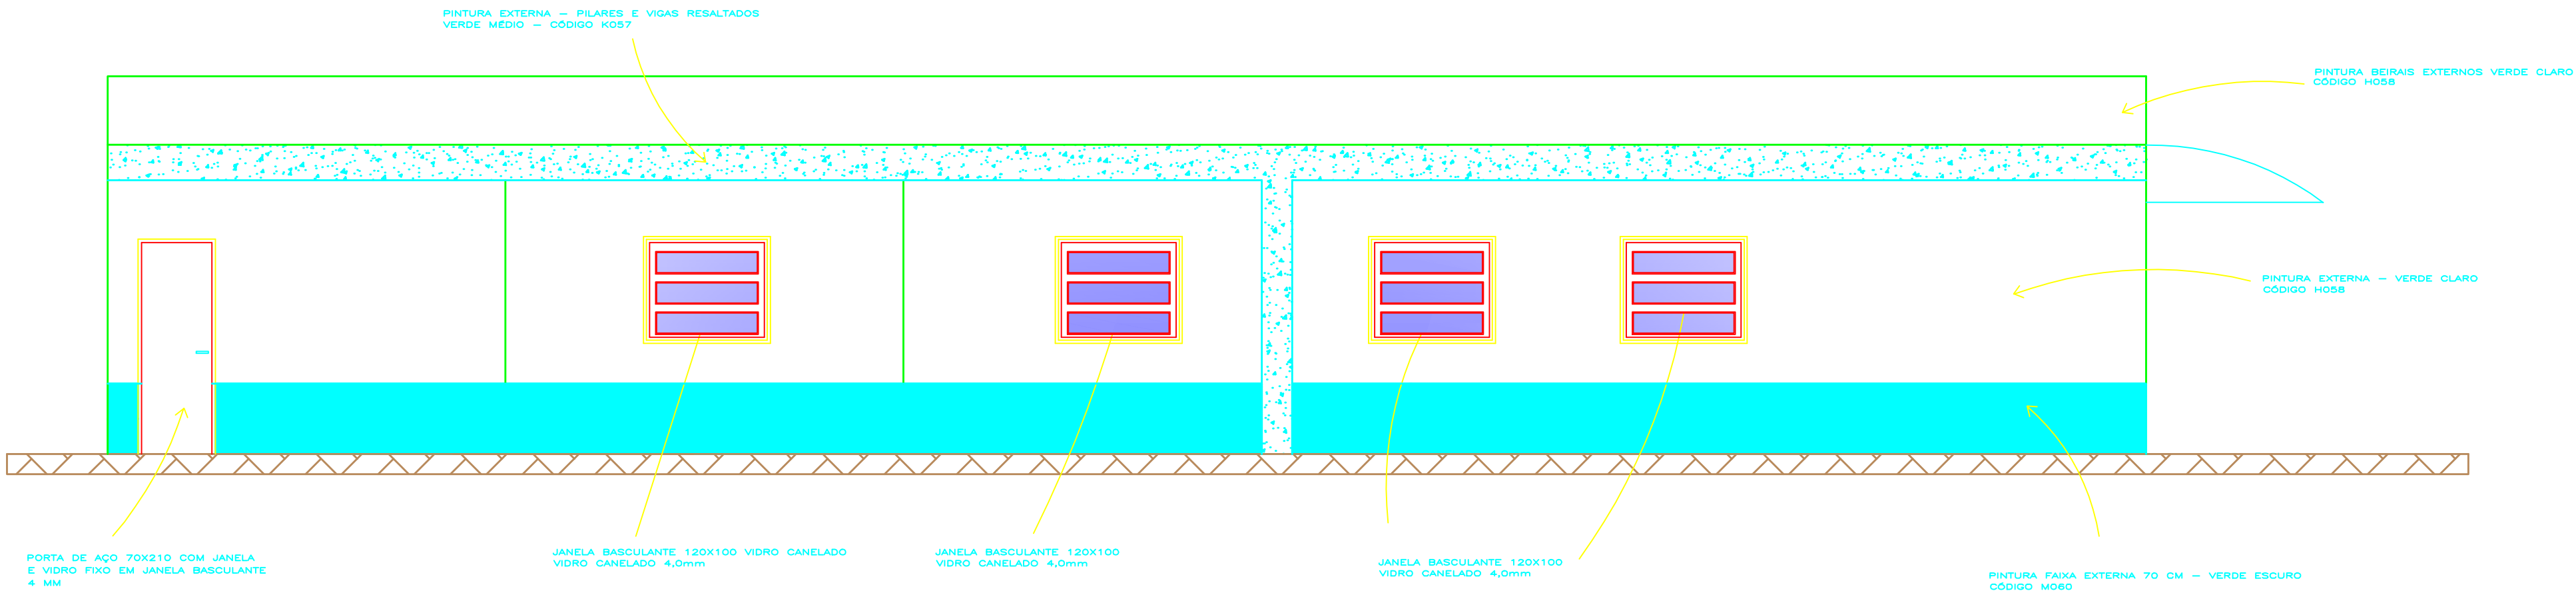 PINTURA EXTERNA – PILARES E VIGAS RESALTADOS
VERDE MÉDIO – CÓDIGO K057
PINTURA BEIRAIS EXTERNOS VERDE CLARO
CÓDIGO H058
PINTURA EXTERNA – VERDE CLARO
CÓDIGO H058
PORTA DE AÇO 70X210 COM JANELA
E VIDRO FIXO EM JANELA BASCULANTE
4 MM
JANELA BASCULANTE 120X100 VIDRO CANELADO
VIDRO CANELADO 4,0mm
JANELA BASCULANTE 120X100
VIDRO CANELADO 4,0mm
JANELA BASCULANTE 120X100
VIDRO CANELADO 4,0mm
PINTURA FAIXA EXTERNA 70 CM – VERDE ESCURO
CÓDIGO M060